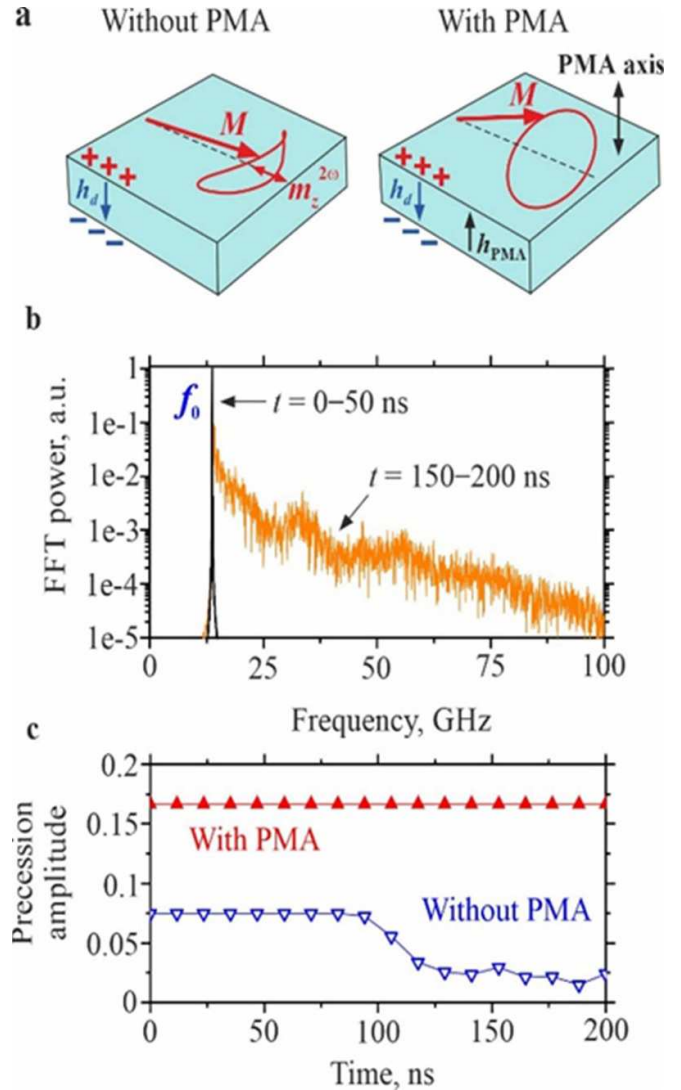 a
Without PMA
With PMA
PMA axis
M
M
+ + +
+ + +
h_d
m_z^{2ω}
h_d
h_PMA
− − −
− − −
b
1
f_0
t = 0−50 ns
1e-1
1e-2
t = 150−200 ns
1e-3
1e-4
1e-5
FFT power, a.u.
0 25 50 75 100
Frequency, GHz
c
0.2
0.15
With PMA
0.1
Without PMA
0.05
0
Precession
amplitude
0 50 100 150 200
Time, ns